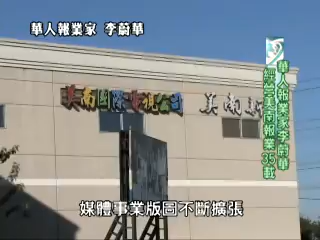 華人報業家 李蔚華
華人報業家李蔚華
經營美南報業35載
美南國際電視公司
美南新
媒體事業版圖不斷擴張